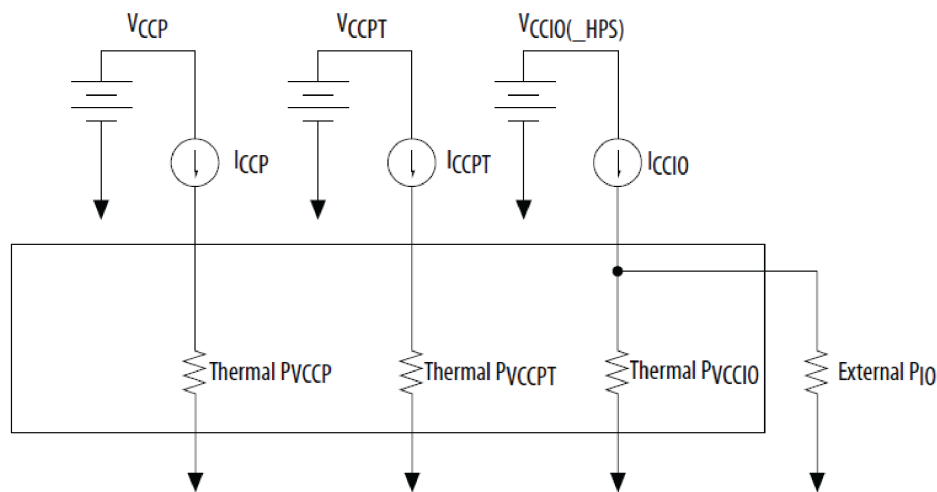 VCCP
VCCPT
VCCIO(_HPS)
ICCP
ICCPT
ICCIO
Thermal PVCCP
Thermal PVCCPT
Thermal PVCCIO
External PIO